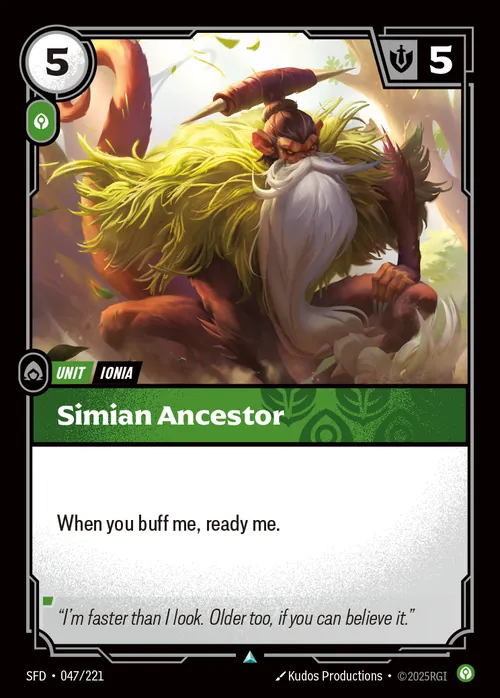 5
5
UNIT IONIA
Simian Ancestor
When you buff me, ready me.
“I’m faster than I look. Older too, if you can believe it.”
SFD • 047/221 Kudos Productions • ©2025RGI